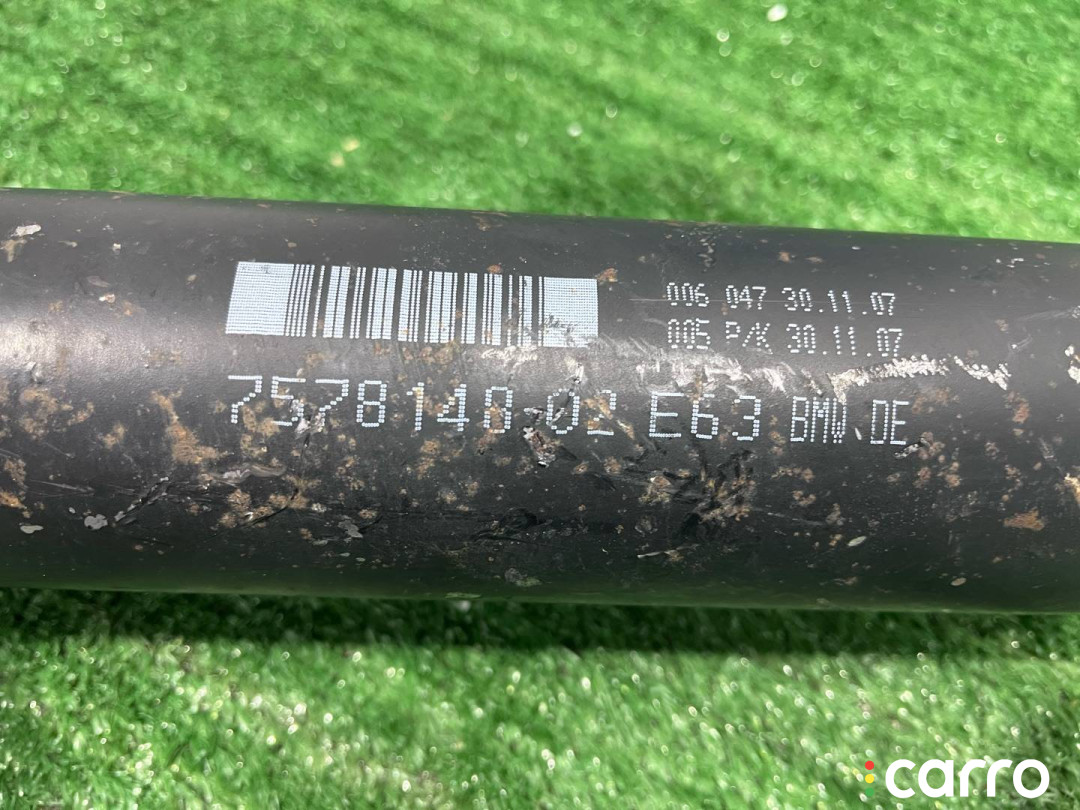 006 047 30.11.07
005 P/K 30.11.07
7578148 02 E63 BMW DE
carro